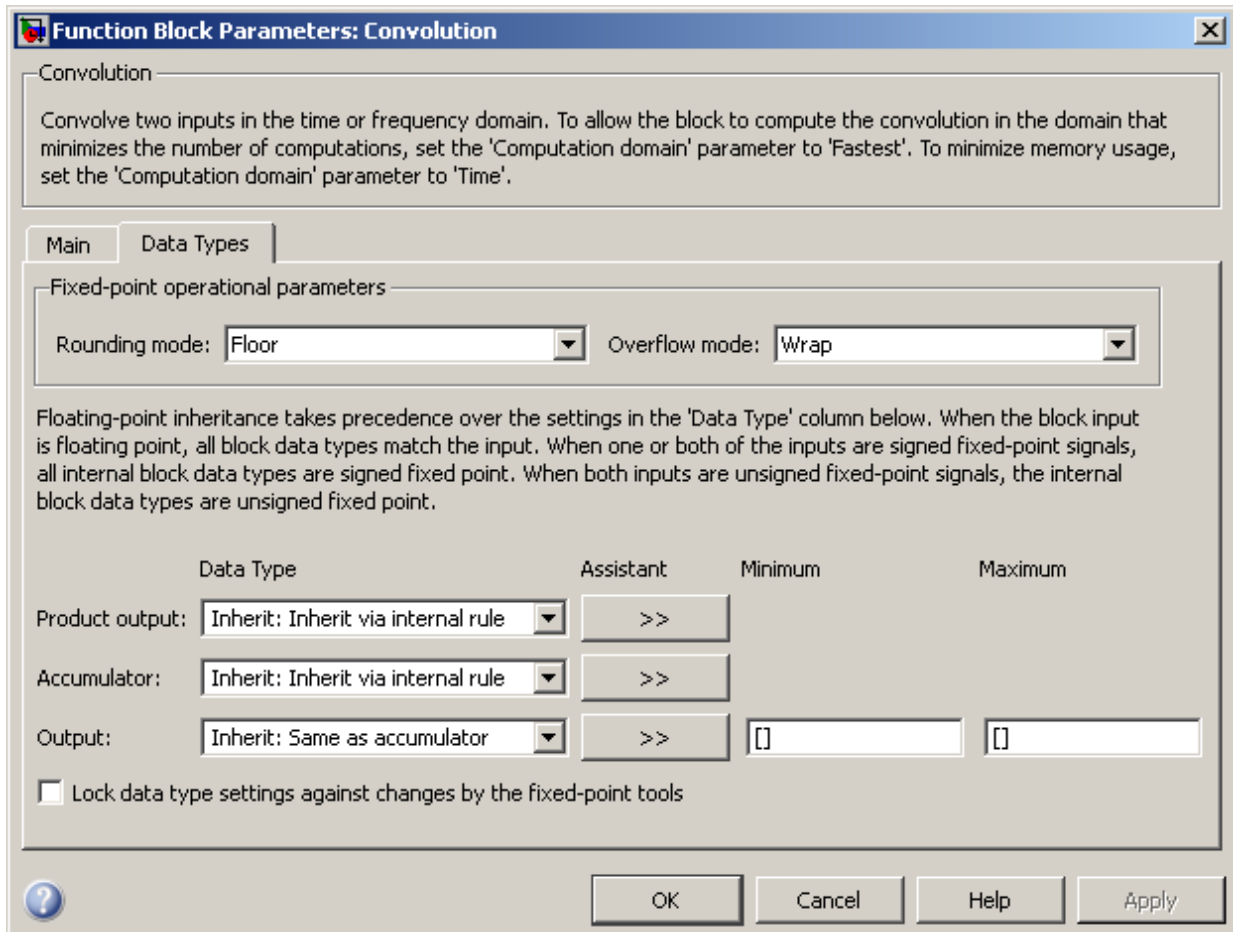 Function Block Parameters: Convolution
Convolution
Convolve two inputs in the time or frequency domain. To allow the block to compute the convolution in the domain that
minimizes the number of computations, set the 'Computation domain' parameter to 'Fastest'. To minimize memory usage,
set the 'Computation domain' parameter to 'Time'.
Main Data Types
Fixed-point operational parameters
Rounding mode: Floor Overflow mode: Wrap
Floating-point inheritance takes precedence over the settings in the 'Data Type' column below. When the block input
is floating point, all block data types match the input. When one or both of the inputs are signed fixed-point signals,
all internal block data types are signed fixed point. When both inputs are unsigned fixed-point signals, the internal
block data types are unsigned fixed point.
Data Type Assistant Minimum Maximum
Product output: Inherit: Inherit via internal rule >>
Accumulator: Inherit: Inherit via internal rule >>
Output: Inherit: Same as accumulator >> [] []
Lock data type settings against changes by the fixed-point tools
? OK Cancel Help Apply